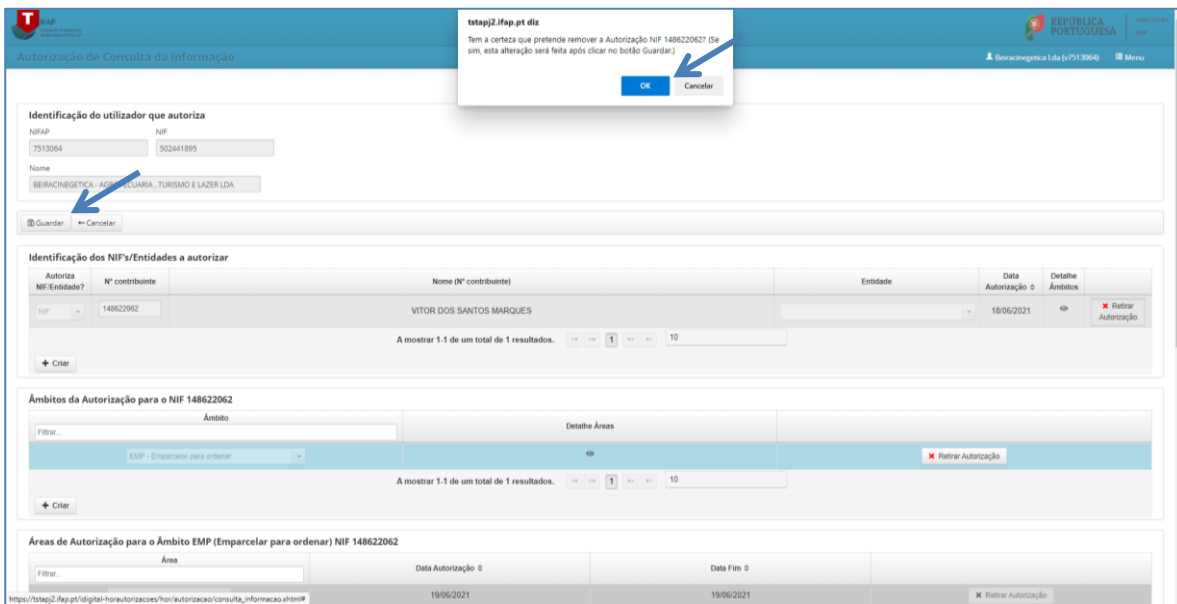 T
IFAP
REPÚBLICA
PORTUGUESA
tstapj2.ifap.pt diz
Tem a certeza que pretende remover a Autorização NIF 148622062? (Se
sim, esta alteração será feita após clicar no botão Guardar.)
OK Cancelar
Autorização de Consulta da Informação
Beiracinegetica Lda (v7513064) Menu
Identificação do utilizador que autoriza
NIFAP NIF
7513064 502441895
Nome
BEIRACINEGETICA - AGROPECUARIA , TURISMO E LAZER LDA
Guardar Cancelar
Identificação dos NIF's/Entidades a autorizar
Autoriza NIF/Entidade? Nº contribuinte Nome (Nº contribuinte) Entidade Data Autorização Detalhe Âmbitos
NIF 148622062 VITOR DOS SANTOS MARQUES 18/06/2021 Retirar Autorização
A mostrar 1-1 de um total de 1 resultados. 1 10
+ Criar
Âmbitos da Autorização para o NIF 148622062
Âmbito Detalhe Áreas
Filtrar...
EMP - Emparcelar para ordenar Retirar Autorização
A mostrar 1-1 de um total de 1 resultados. 1 10
+ Criar
Áreas de Autorização para o Âmbito EMP (Emparcelar para ordenar) NIF 148622062
Área Data Autorização Data Fim
Filtrar...
19/06/2021 19/06/2021 Retirar Autorização
https://tstapj2.ifap.pt/idigital-horautorizacoes/hor/autorizacao/consulta_informacao.xhtml#